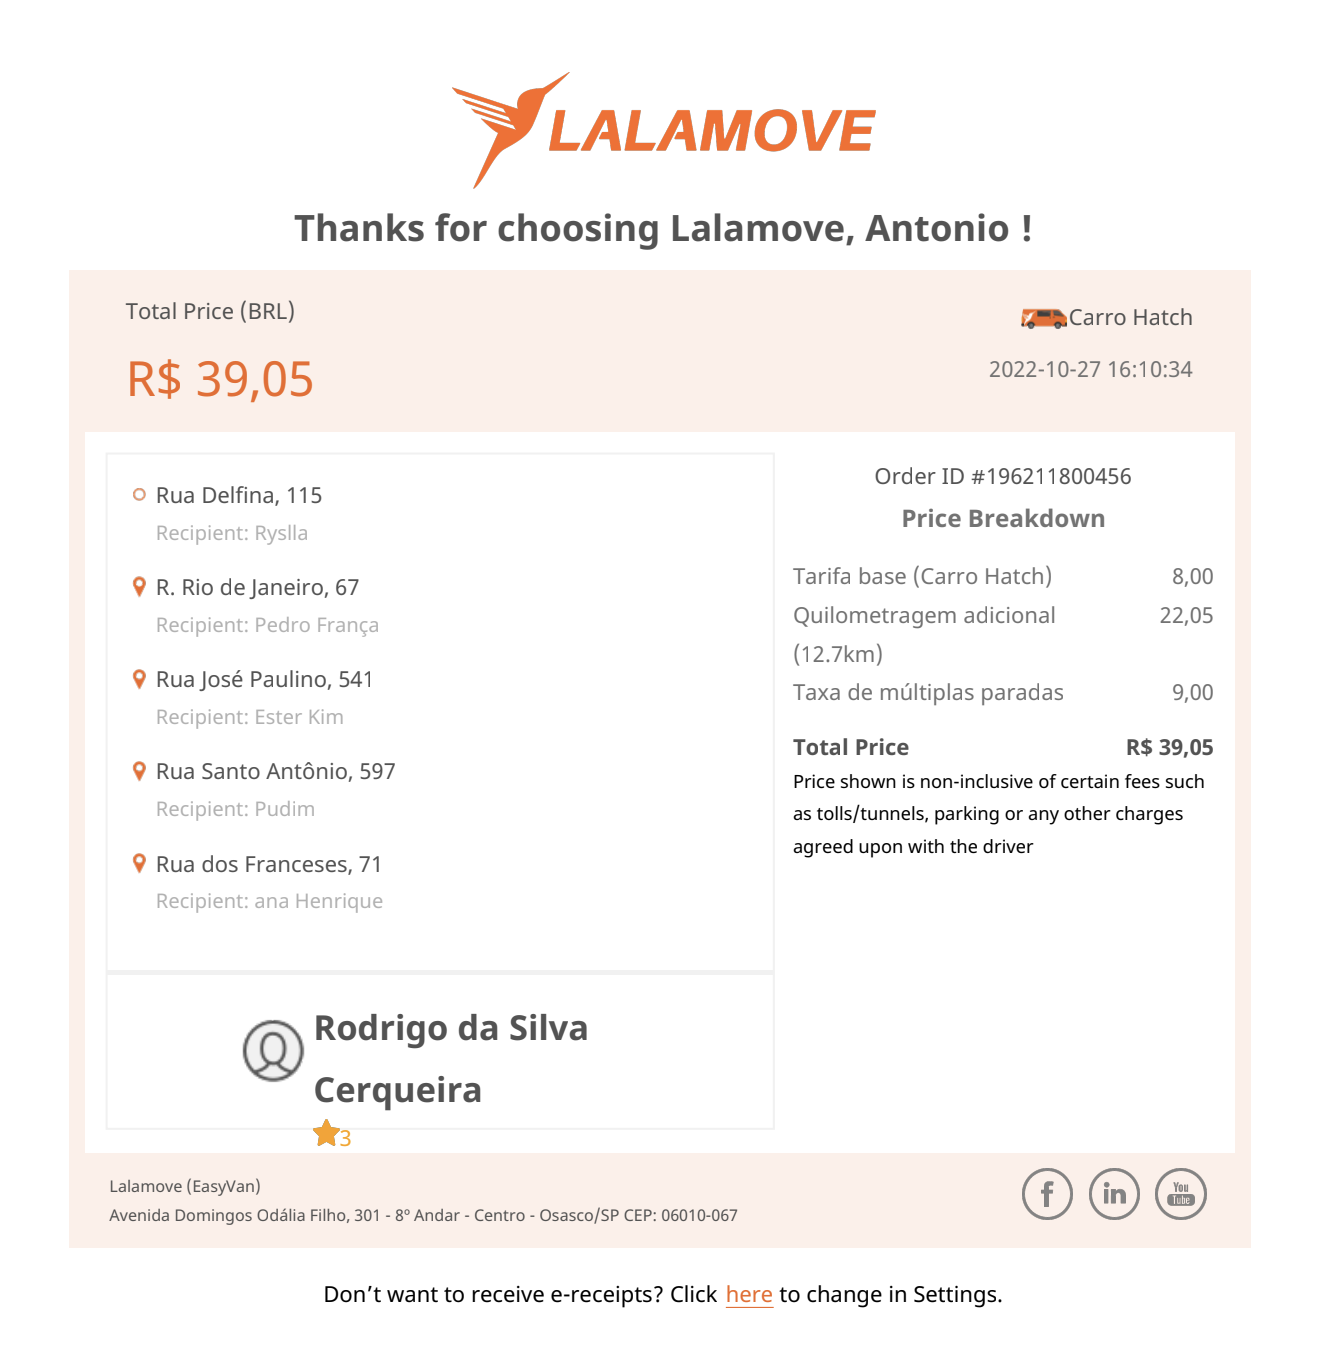 LALAMOVE
Thanks for choosing Lalamove, Antonio !
Total Price (BRL)
R$ 39,05
Carro Hatch
2022-10-27 16:10:34
Rua Delfina, 115
Recipient: Ryslla
R. Rio de Janeiro, 67
Recipient: Pedro França
Rua José Paulino, 541
Recipient: Ester Kim
Rua Santo Antônio, 597
Recipient: Pudim
Rua dos Franceses, 71
Recipient: ana Henrique
Rodrigo da Silva
Cerqueira
3
Order ID #196211800456
Price Breakdown
Tarifa base (Carro Hatch) 8,00
Quilometragem adicional 22,05
(12.7km)
Taxa de múltiplas paradas 9,00
Total Price R$ 39,05
Price shown is non-inclusive of certain fees such
as tolls/tunnels, parking or any other charges
agreed upon with the driver
Lalamove (EasyVan)
Avenida Domingos Odália Filho, 301 - 8º Andar - Centro - Osasco/SP CEP: 06010-067
f
in
You
Tube
Don’t want to receive e-receipts? Click here to change in Settings.